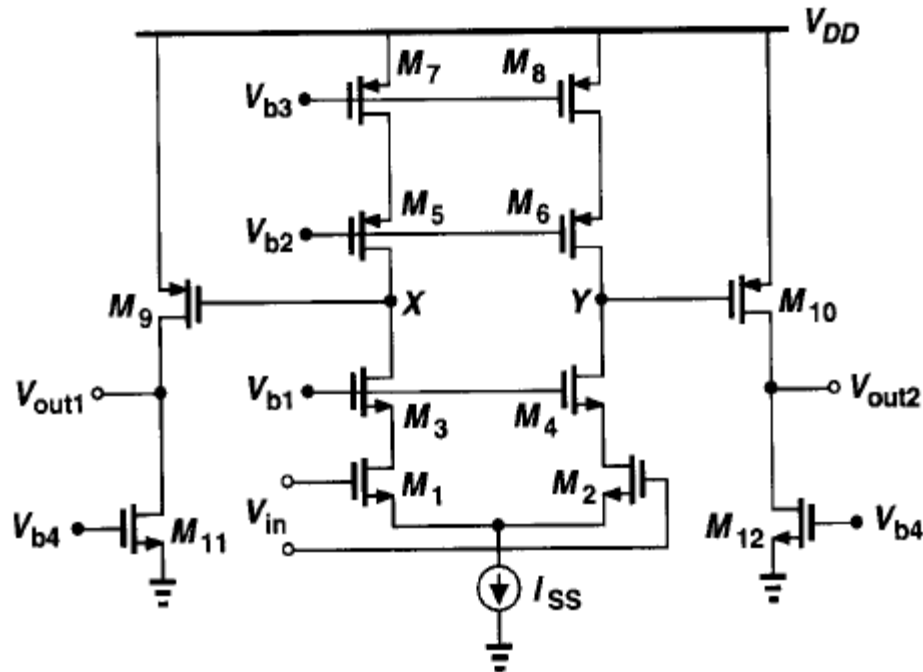 V_DD
M_7 M_8
V_b3
M_5 M_6
V_b2
M_9 X Y M_10
V_out1 V_b1 V_out2
M_3 M_4
M_1 M_2
V_in
V_b4 M_11 M_12 V_b4
I_SS